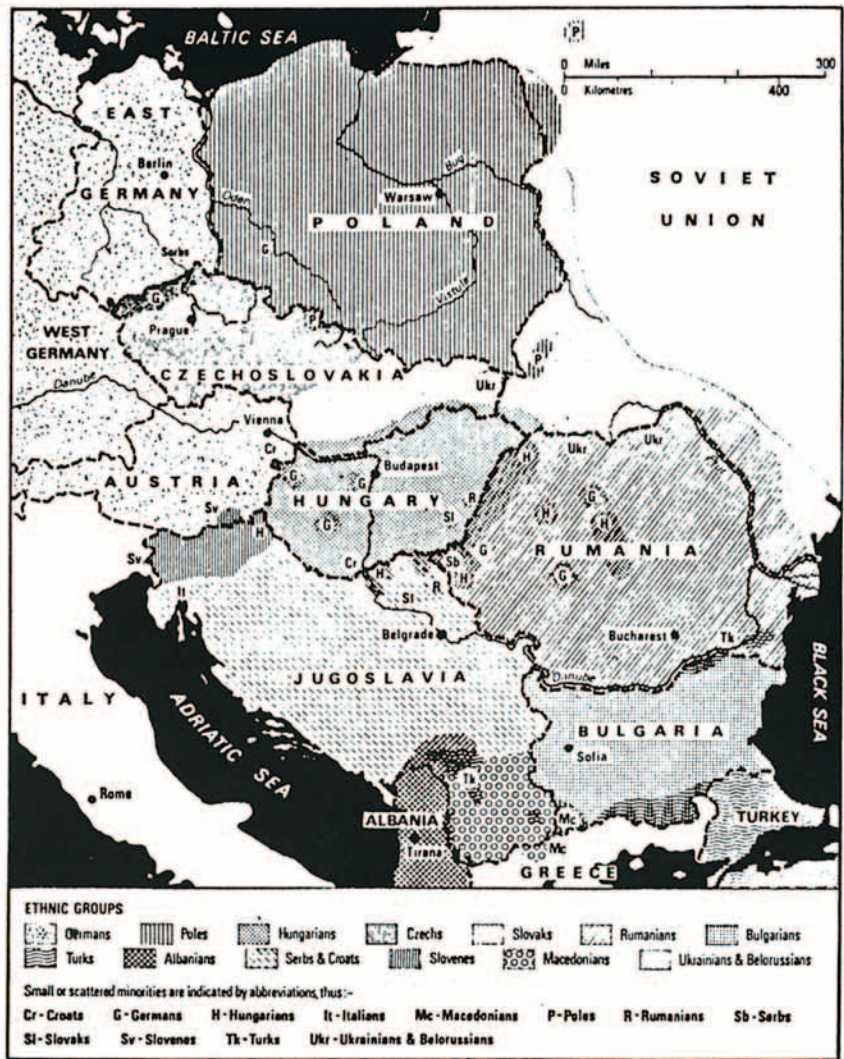 BALTIC SEA
P
0 Miles 300
0 Kilometres 400
EAST
GERMANY
Berlin
Sorbs
Oden
G
Bug
Warsaw
POLAND
Vistula
SOVIET
UNION
G
Prague
P
P
WEST
GERMANY
CZECHOSLOVAKIA
Ukr
Danube
Vienna
Cr
AUSTRIA
Sv
H
Sv
It
Budapest
G
G
HUNGARY
G
Sl
R
Cr
H
Ukr
Ukr
G
H
H
RUMANIA
G
G
Sb
H
H
R
Sl
Belgrade
Bucharest
Tk
Danube
JUGOSLAVIA
BLACK SEA
ITALY
ADRIATIC SEA
BULGARIA
Sofia
Rome
Tk
ALBANIA
Tirana
Mc
Mc
TURKEY
GREECE
ETHNIC GROUPS
Germans Poles Hungarians Czechs Slovaks Rumanians Bulgarians
Turks Albanians Serbs & Croats Slovenes Macedonians Ukrainians & Belorussians
Small or scattered minorities are indicated by abbreviations, thus:-
Cr-Croats G-Germans H-Hungarians It-Italians Mc-Macedonians P-Poles R-Rumanians Sb-Serbs
Sl-Slovaks Sv-Slovenes Tk-Turks Ukr-Ukrainians & Belorussians